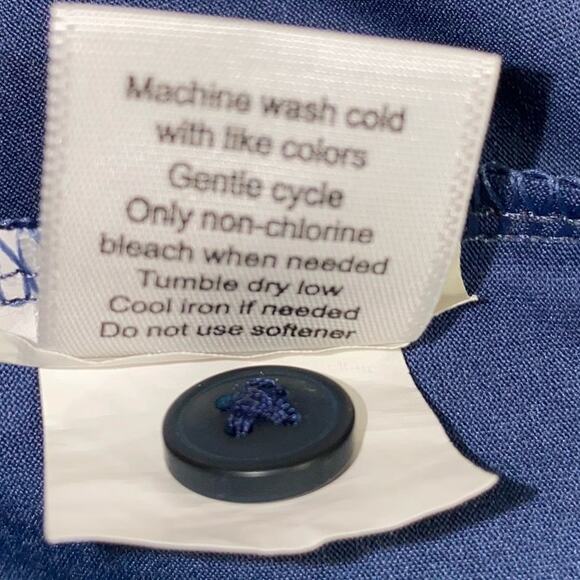 Machine wash cold
with like colors
Gentle cycle
Only non-chlorine
bleach when needed
Tumble dry low
Cool iron if needed
Do not use softener